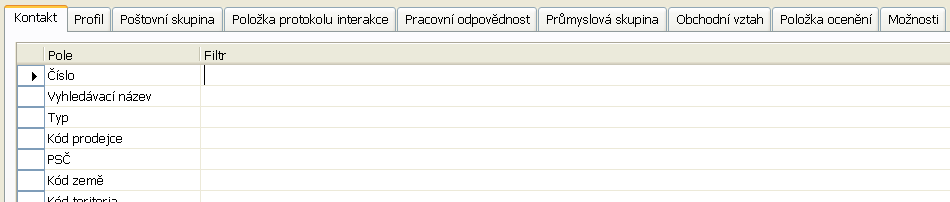 Kontakt Profil Poštovní skupina Položka protokolu interakce Pracovní odpovědnost Průmyslová skupina Obchodní vztah Položka ocenění Možnosti
Pole Filtr
Číslo
Vyhledávací název
Typ
Kód prodejce
PSČ
Kód země
Kód teritoria